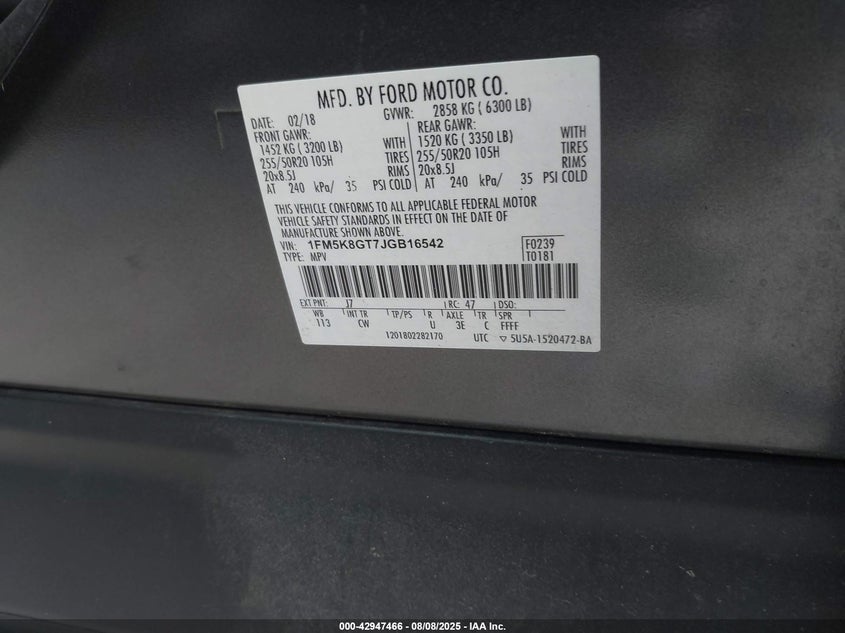 MFD. BY FORD MOTOR CO.
DATE: 02/18 GVWR: 2858 KG ( 6300 LB)
FRONT GAWR: REAR GAWR:
1452 KG ( 3200 LB) WITH 1520 KG ( 3350 LB) WITH
255/50R20 105H TIRES 255/50R20 105H TIRES
20x8.5J RIMS 20x8.5J RIMS
AT 240 kPa/ 35 PSI COLD AT 240 kPa/ 35 PSI COLD
THIS VEHICLE CONFORMS TO ALL APPLICABLE FEDERAL MOTOR
VEHICLE SAFETY STANDARDS IN EFFECT ON THE DATE OF
MANUFACTURE SHOWN ABOVE.
VIN: 1FM5K8GT7JGB16542 F0239
TYPE: MPV T0181
EXT PNT: J7 RC: 47 DSO:
WB INT TR TP/PS R AXLE TR SPR
113 CW U 3E C FFFF
1201802282170 UTC ▽ 5U5A-1520472-BA
000-42947466 | 08/08/2025 - IAA Inc.